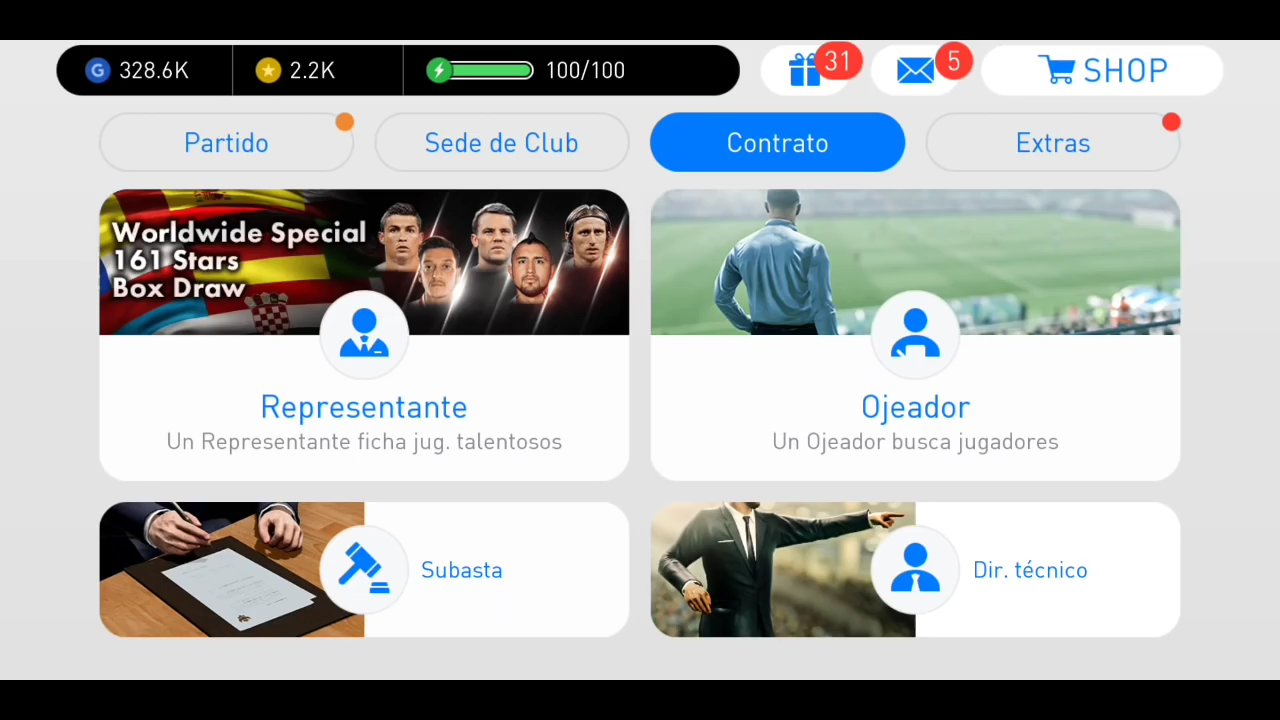 G 328.6K 2.2K 100/100 31 5 SHOP
Partido Sede de Club Contrato Extras
Worldwide Special
161 Stars
Box Draw
Representante
Un Representante ficha jug. talentosos
Ojeador
Un Ojeador busca jugadores
Subasta
Dir. técnico